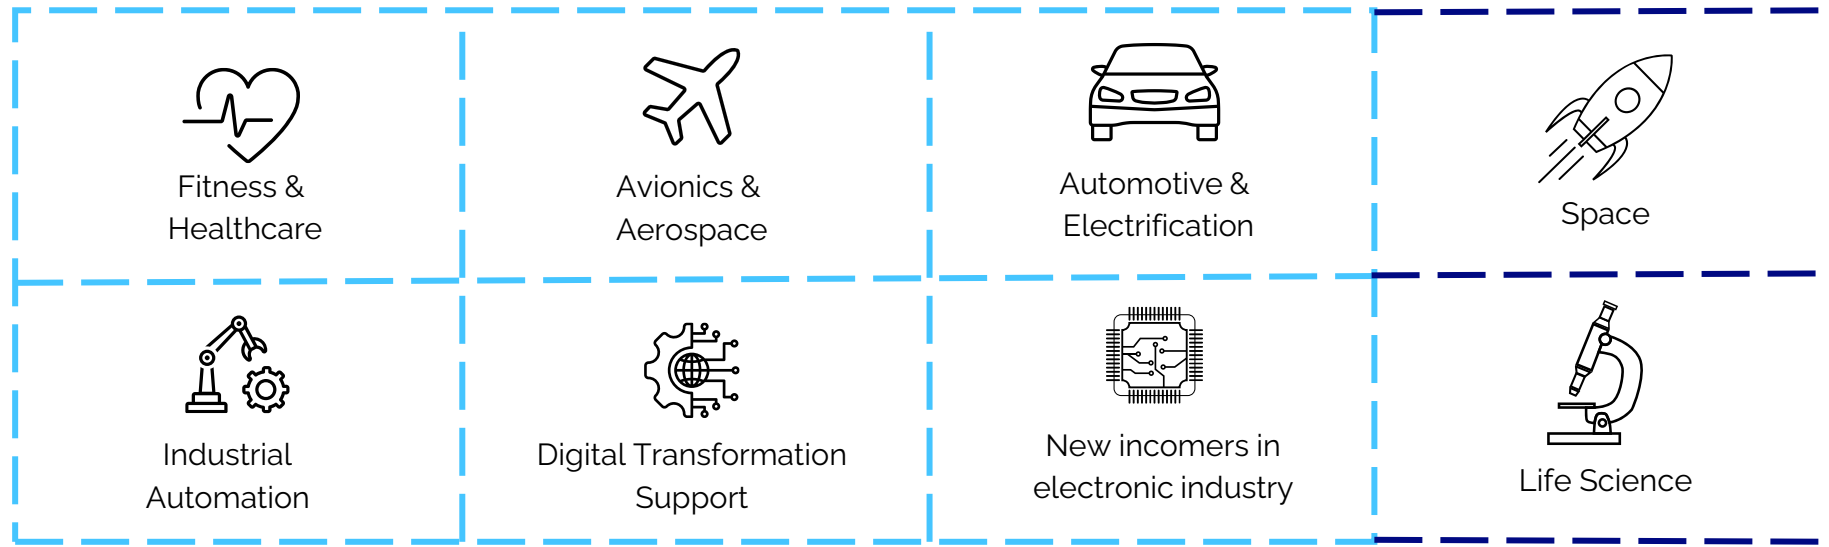 Fitness &
Healthcare
Avionics &
Aerospace
Automotive &
Electrification
Space
Industrial
Automation
Digital Transformation
Support
New incomers in
electronic industry
Life Science